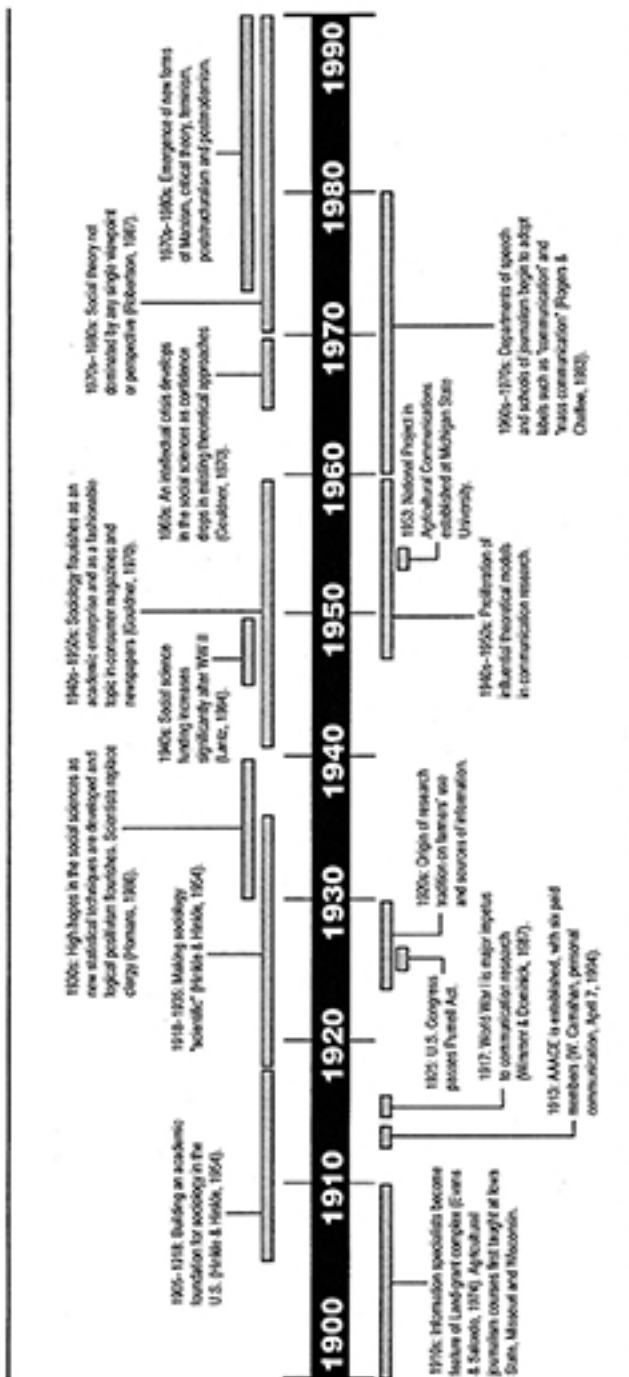 1930s: High hopes in the social sciences as
new statistical techniques are developed and
logical positivism flourishes. Scientists replace
clergy (Homans, 1986).
1940s–1950s: Sociology flourishes as an
academic enterprise and as a fashionable
topic in consumer magazines and
newspapers (Gouldner, 1970).
1970s–1980s: Social theory not
dominated by any single viewpoint
or perspective (Robertson, 1987).
1905–1918: Building an academic
foundation for sociology in the
U.S. (Hinkle & Hinkle, 1954).
1918–1935: Making sociology
"scientific" (Hinkle & Hinkle, 1954).
1940s: Social science
funding increases
significantly after WW II
(Lentz, 1994).
1960s: An intellectual crisis develops
in the social sciences as confidence
drops in existing theoretical approaches
(Gouldner, 1970).
1970s–1980s: Emergence of new forms
of Marxism, critical theory, feminism,
poststructuralism and postmodernism.
1900 1910 1920 1930 1940 1950 1960 1970 1980 1990
1910s: Information specialists become
feature of Land-grant complex (Evans
& Salcedo, 1974). Agricultural
journalism courses first taught at Iowa
State, Missouri and Wisconsin.
1925: U.S. Congress
passes Purnell Act.
1917: World War I is major impetus
to communication research
(Wimmer & Dominick, 1987).
1913: AAACE is established, with six paid
members (W. Carnahan, personal
communication, April 7, 1994).
1920s: Origin of research
tradition on farmers' use
and sources of information.
1953: National Project in
Agricultural Communications
established at Michigan State
University.
1940s–1950s: Proliferation of
influential theoretical models
in communication research.
1960s–1970s: Departments of speech
and schools of journalism begin to adopt
labels such as "communication" and
"mass communication" (Rogers &
Chaffee, 1983).